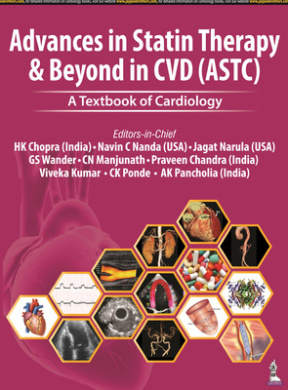 Advances in Statin Therapy
& Beyond in CVD (ASTC)
A Textbook of Cardiology
Editors-in-Chief
HK Chopra (India) • Navin C Nanda (USA) • Jagat Narula (USA)
GS Wander • CN Manjunath • Praveen Chandra (India)
Viveka Kumar • CK Ponde • AK Pancholia (India)